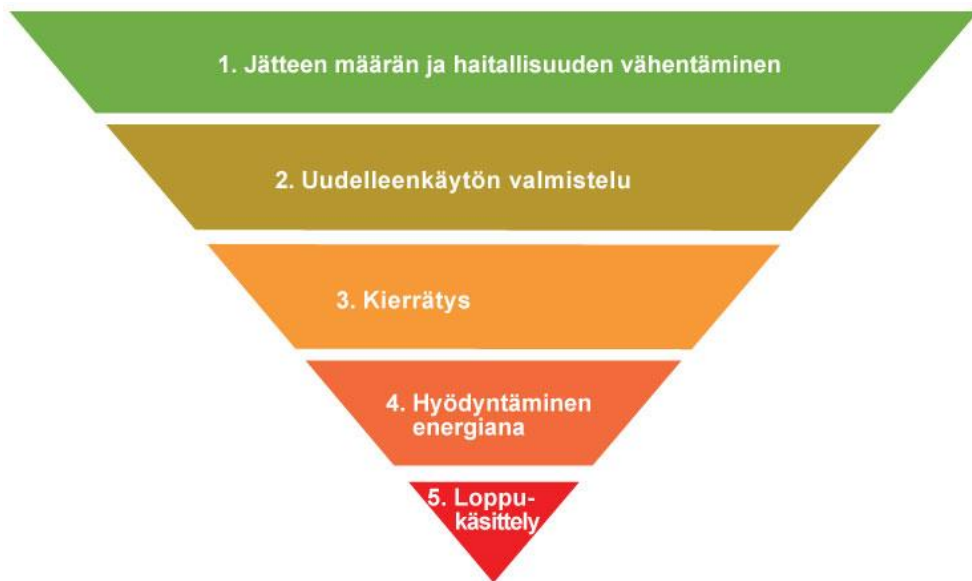 1. Jätteen määrän ja haitallisuuden vähentäminen
2. Uudelleenkäytön valmistelu
3. Kierrätys
4. Hyödyntäminen
energiana
5. Loppu-
käsittely